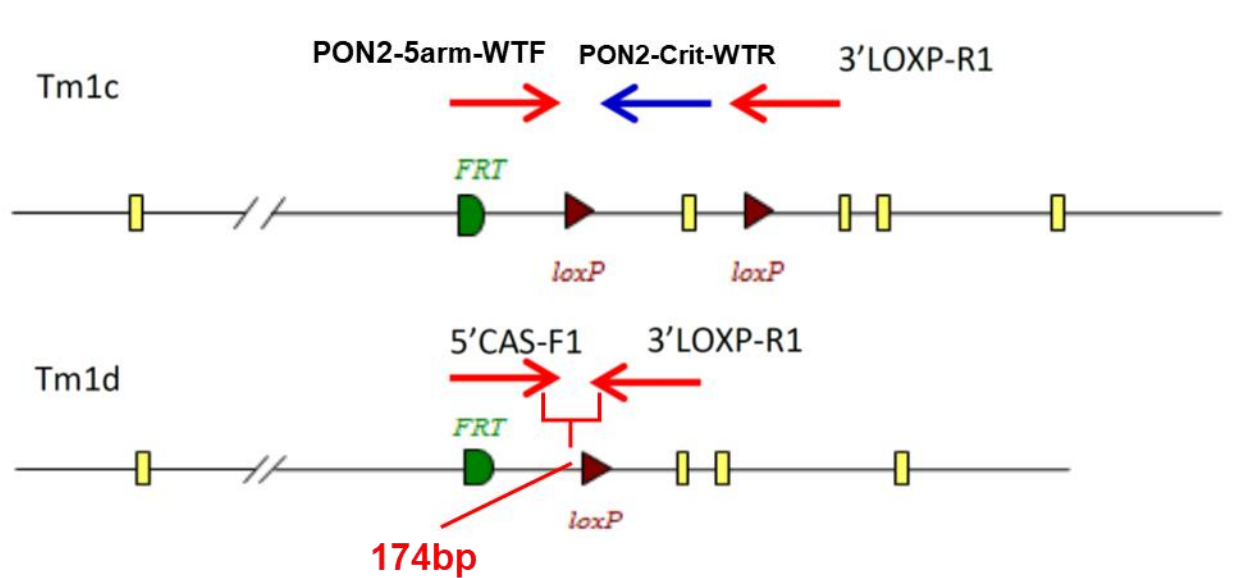 PON2-5arm-WTF PON2-Crit-WTR 3’LOXP-R1
Tm1c
FRT
loxP loxP
5’CAS-F1 3’LOXP-R1
Tm1d
FRT
loxP
174bp